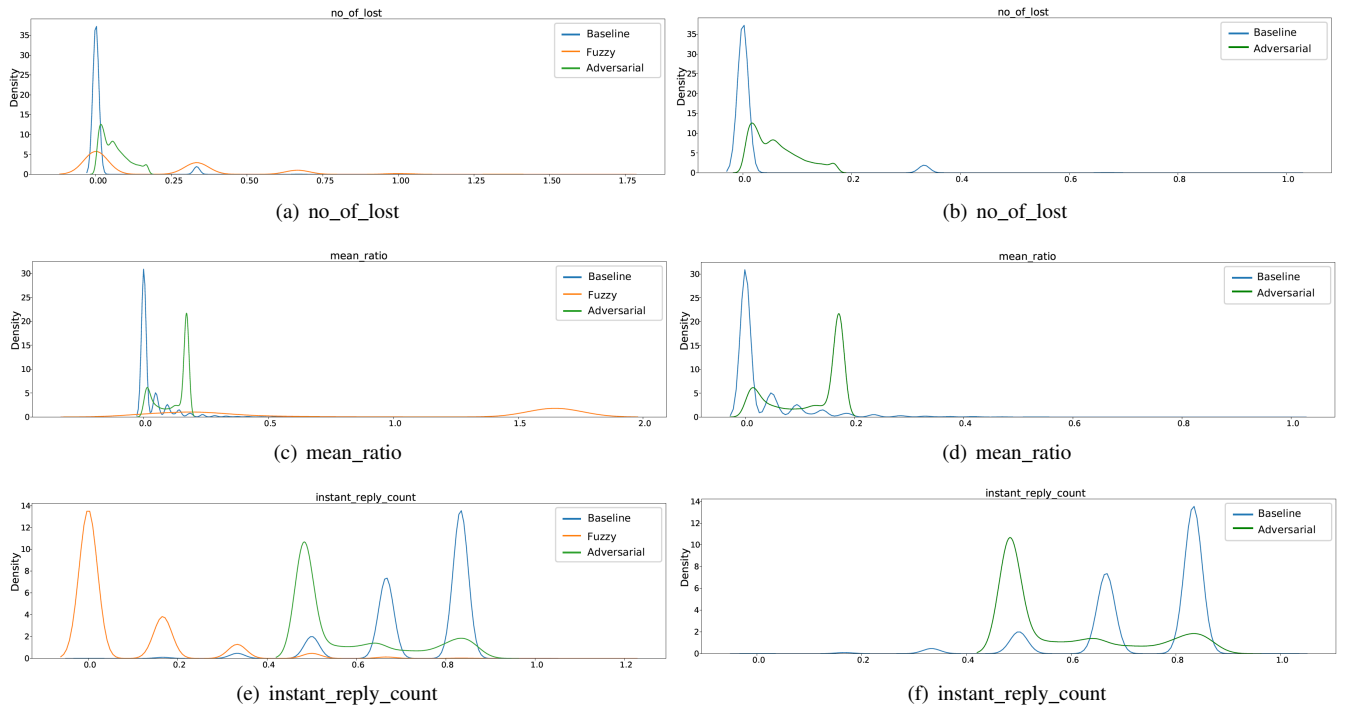 no_of_lost
Density
35
30
25
20
15
10
5
0
0.00 0.25 0.50 0.75 1.00 1.25 1.50 1.75
Baseline
Fuzzy
Adversarial
(a) no_of_lost
no_of_lost
Density
35
30
25
20
15
10
5
0
0.0 0.2 0.4 0.6 0.8 1.0
Baseline
Adversarial
(b) no_of_lost
mean_ratio
Density
30
25
20
15
10
5
0
0.0 0.5 1.0 1.5 2.0
Baseline
Fuzzy
Adversarial
(c) mean_ratio
mean_ratio
Density
30
25
20
15
10
5
0
0.0 0.2 0.4 0.6 0.8 1.0
Baseline
Adversarial
(d) mean_ratio
instant_reply_count
Density
14
12
10
8
6
4
2
0
0.0 0.2 0.4 0.6 0.8 1.0 1.2
Baseline
Fuzzy
Adversarial
(e) instant_reply_count
instant_reply_count
Density
14
12
10
8
6
4
2
0
0.0 0.2 0.4 0.6 0.8 1.0
Baseline
Adversarial
(f) instant_reply_count